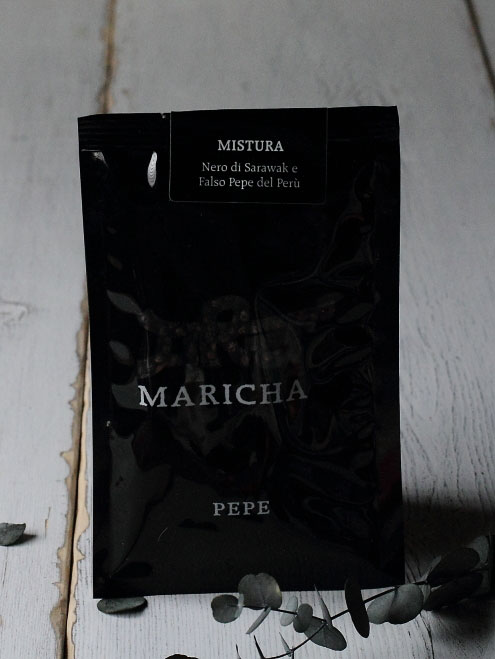 MISTURA
Nero di Sarawak e
Falso Pepe del Perù
MARICHA
PEPE